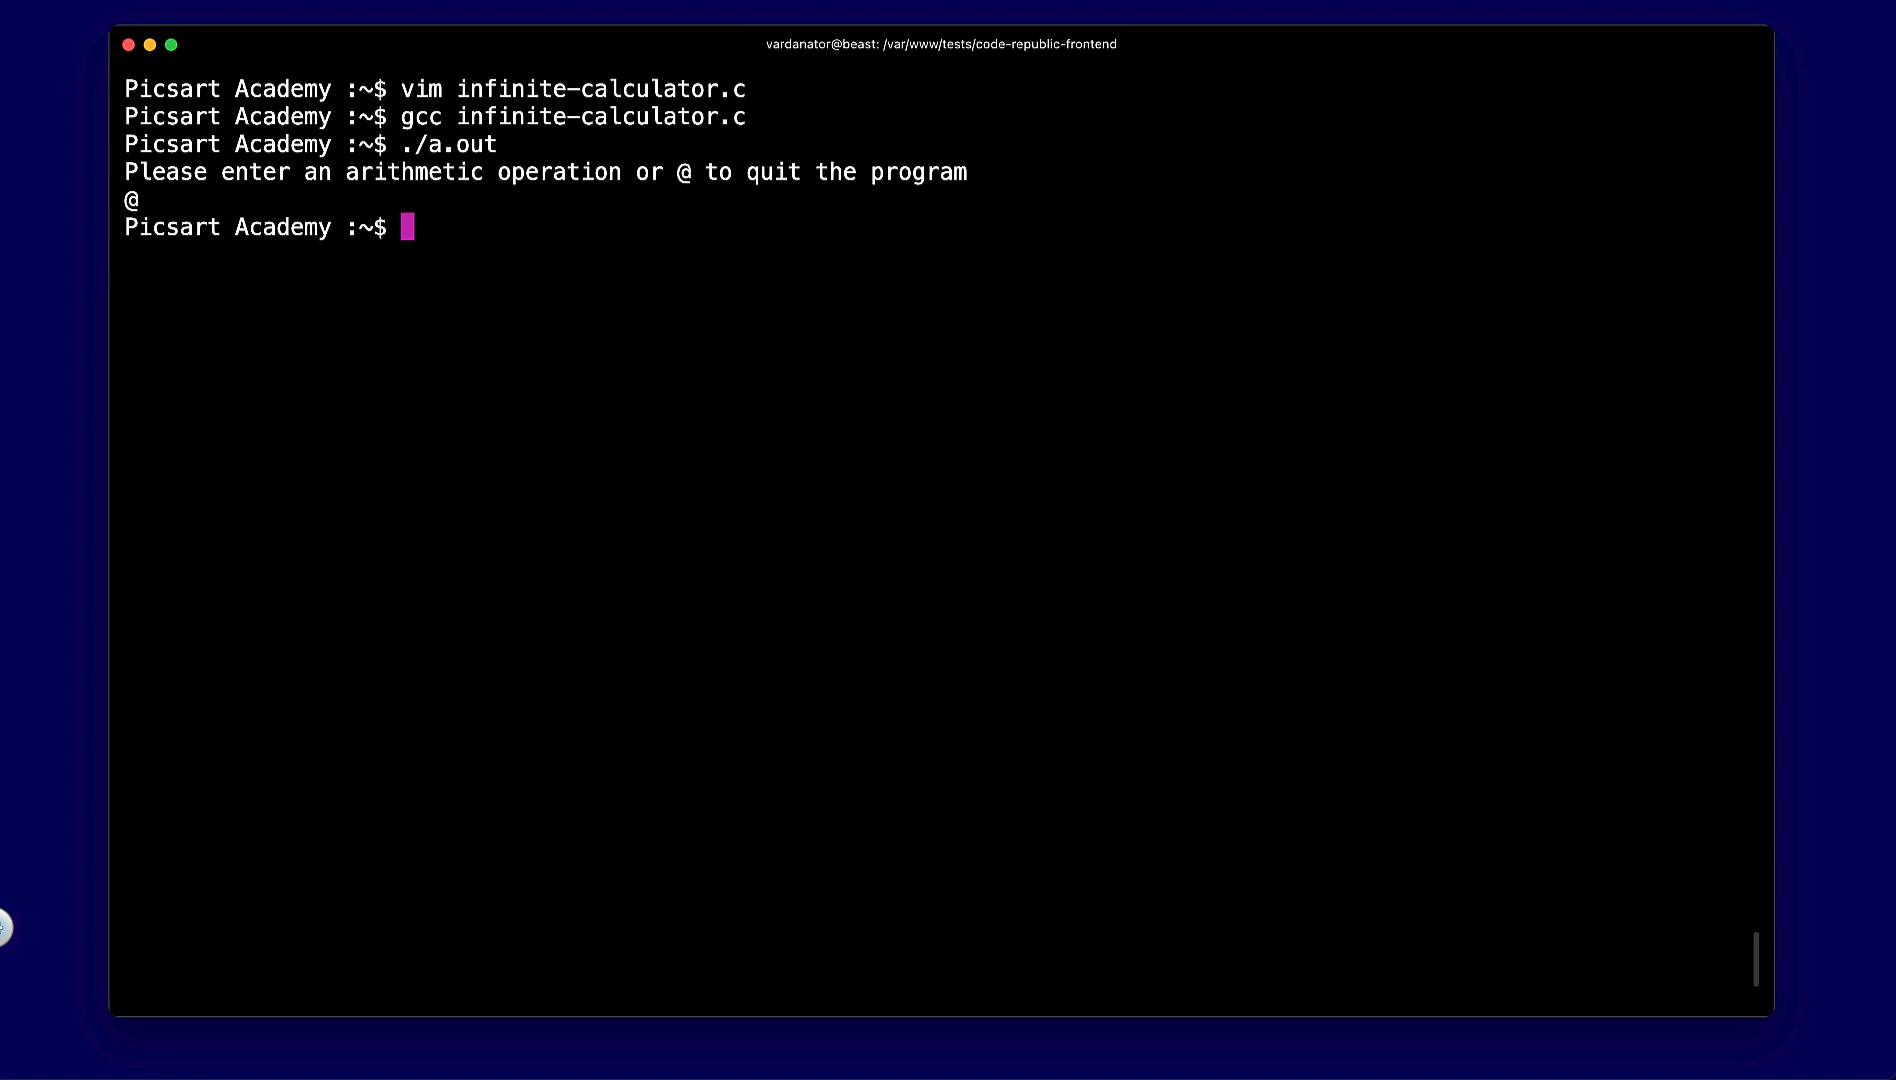 vardanator@beast: /var/www/tests/code-republic-frontend
Picsart Academy :~$ vim infinite-calculator.c
Picsart Academy :~$ gcc infinite-calculator.c
Picsart Academy :~$ ./a.out
Please enter an arithmetic operation or @ to quit the program
@
Picsart Academy :~$